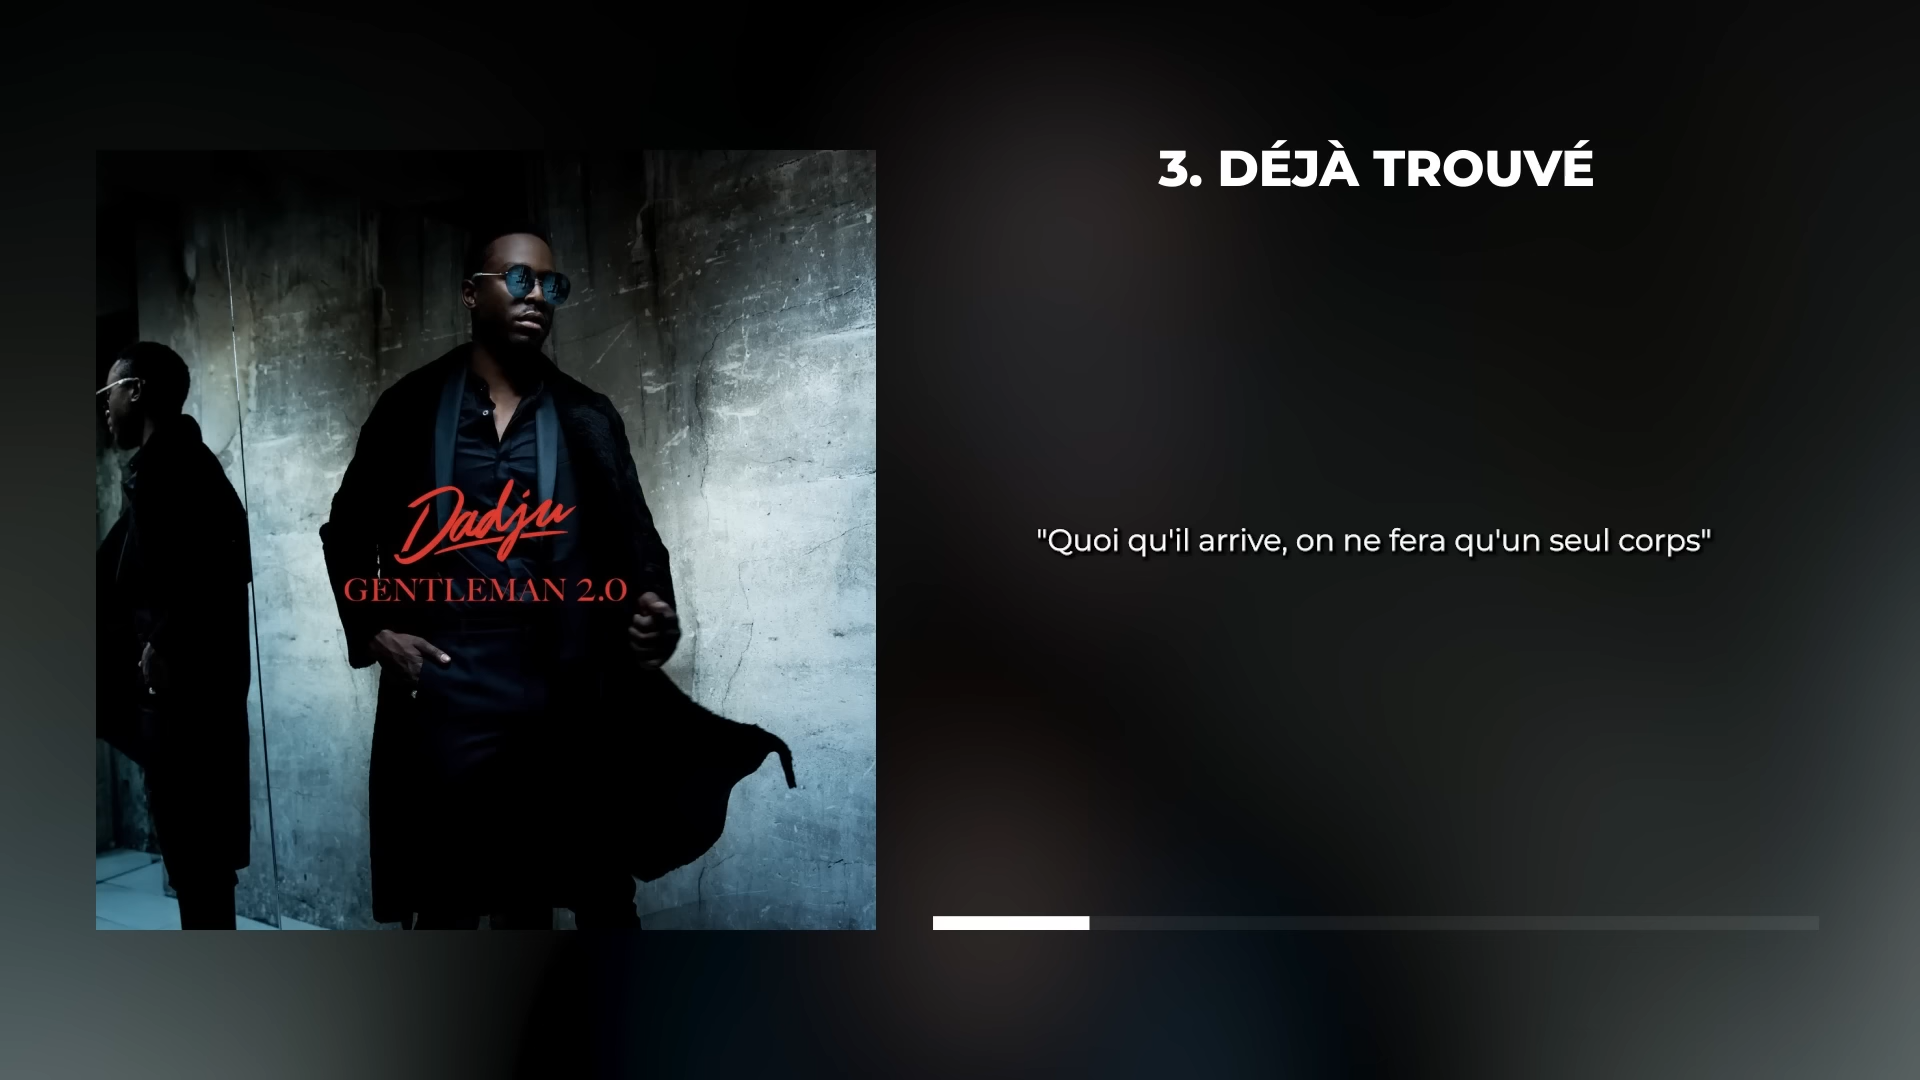 3. DÉJÀ TROUVÉ
Dadju
GENTLEMAN 2.0
"Quoi qu'il arrive, on ne fera qu'un seul corps"